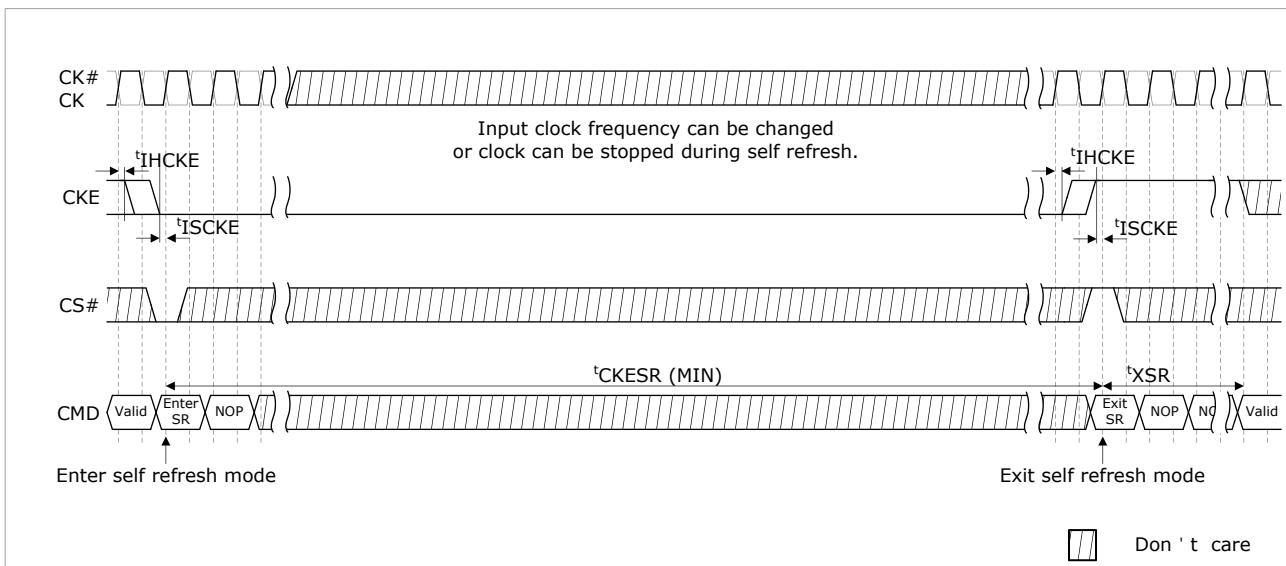 CK#
CK
Input clock frequency can be changed
or clock can be stopped during self refresh.
tIHCKE
tIHCKE
CKE
tISCKE
tISCKE
CS#
tCKESR (MIN)
tXSR
CMD
Valid
Enter
SR
NOP
Exit
SR
NOP
Valid
Enter self refresh mode
Exit self refresh mode
Don ' t care